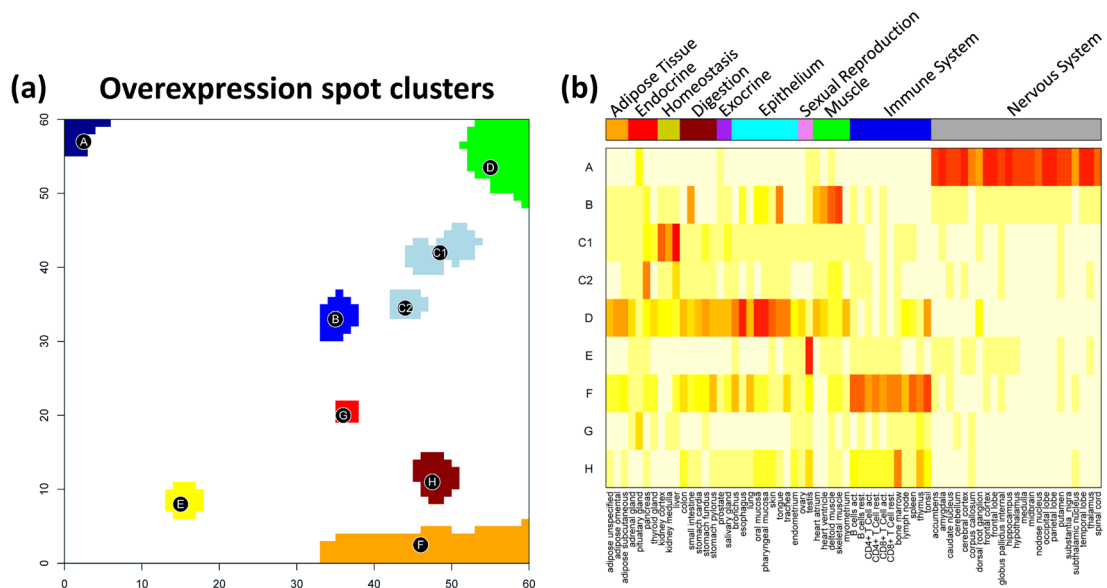 (a)
Overexpression spot clusters
60
50
40
30
20
10
0
0
10
20
30
40
50
60
A
D
C1
C2
B
G
H
E
F
(b)
Adipose Tissue
Endocrine
Homostasis
Digestion
Exocrine
Epithelium
Sexual Reproduction
Muscle
Immune System
Nervous System
A
B
C1
C2
D
E
F
G
H
adipose unspecified
adipose omental
adipose subcutaneous
adrenal gland
pituitary gland
pancreas
thyroid gland
kidney cortex
kidney medulla
liver
colon
small intestine
stomach cardia
stomach fundus
stomach pylorus
prostate
salivary gland
bronchus
esophagus
lung
oral mucosa
pharyngeal mucosa
skin
tongue
trachea
endometrium
ovary
testis
heart atrium
heart ventricle
deltoid muscle
skeletal muscle
myometrium
B cells act.
B cells rest.
CD4+ T Cell act.
CD4+ T Cell rest.
CD8+ T Cell act.
CD8+ T Cell rest.
bone marrow
lymph node
spleen
thymus
tonsil
accumbens
amygdala
caudate nucleus
cerebellum
cerebral cortex
corpus callosum
dorsal root ganglion
frontal cortex
frontal lobe
globus pallidus internal
hippocampus
hypothalamus
medulla
midbrain
nodose nucleus
occipital lobe
parietal lobe
putamen
substantia nigra
subthalamic nucleus
temporal lobe
thalamus
spinal cord